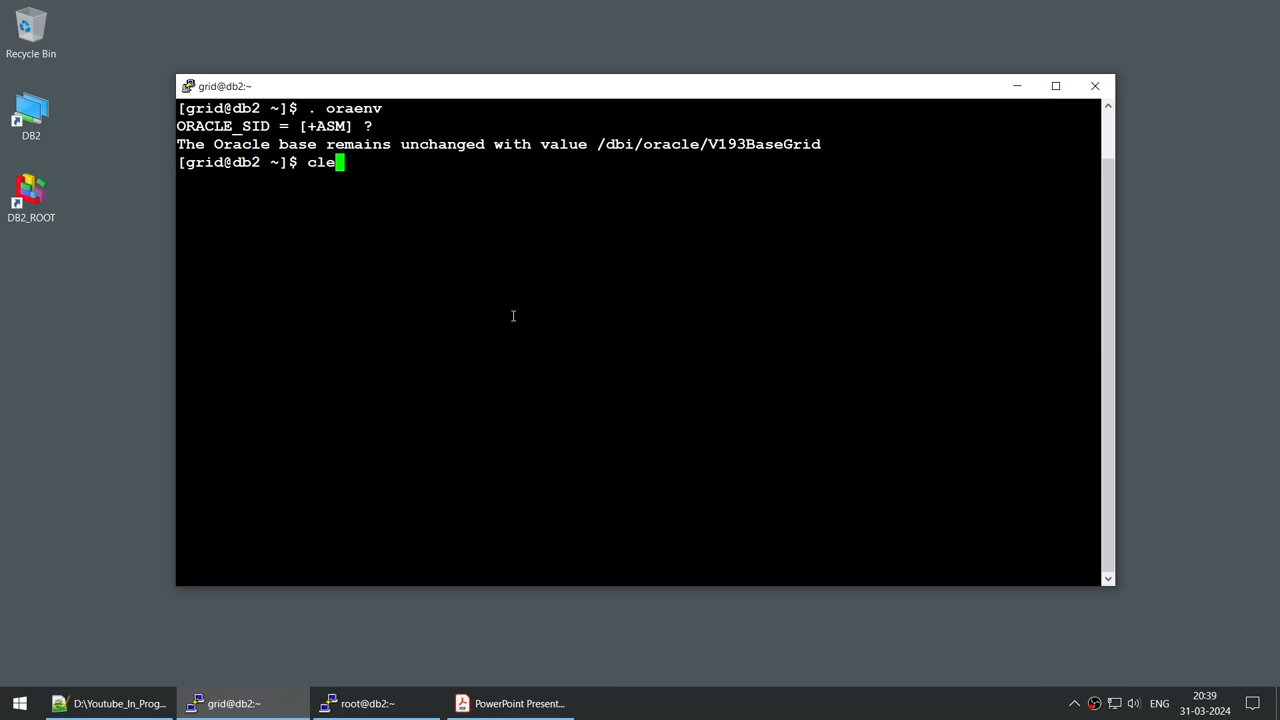 Recycle Bin
DB2
DB2_ROOT
grid@db2:~
[grid@db2 ~]$ . oraenv
ORACLE_SID = [+ASM] ?
The Oracle base remains unchanged with value /dbi/oracle/V193BaseGrid
[grid@db2 ~]$ cle
D:\Youtube_In_Prog...
grid@db2:~
root@db2:~
PowerPoint Present...
ENG
20:39
31-03-2024